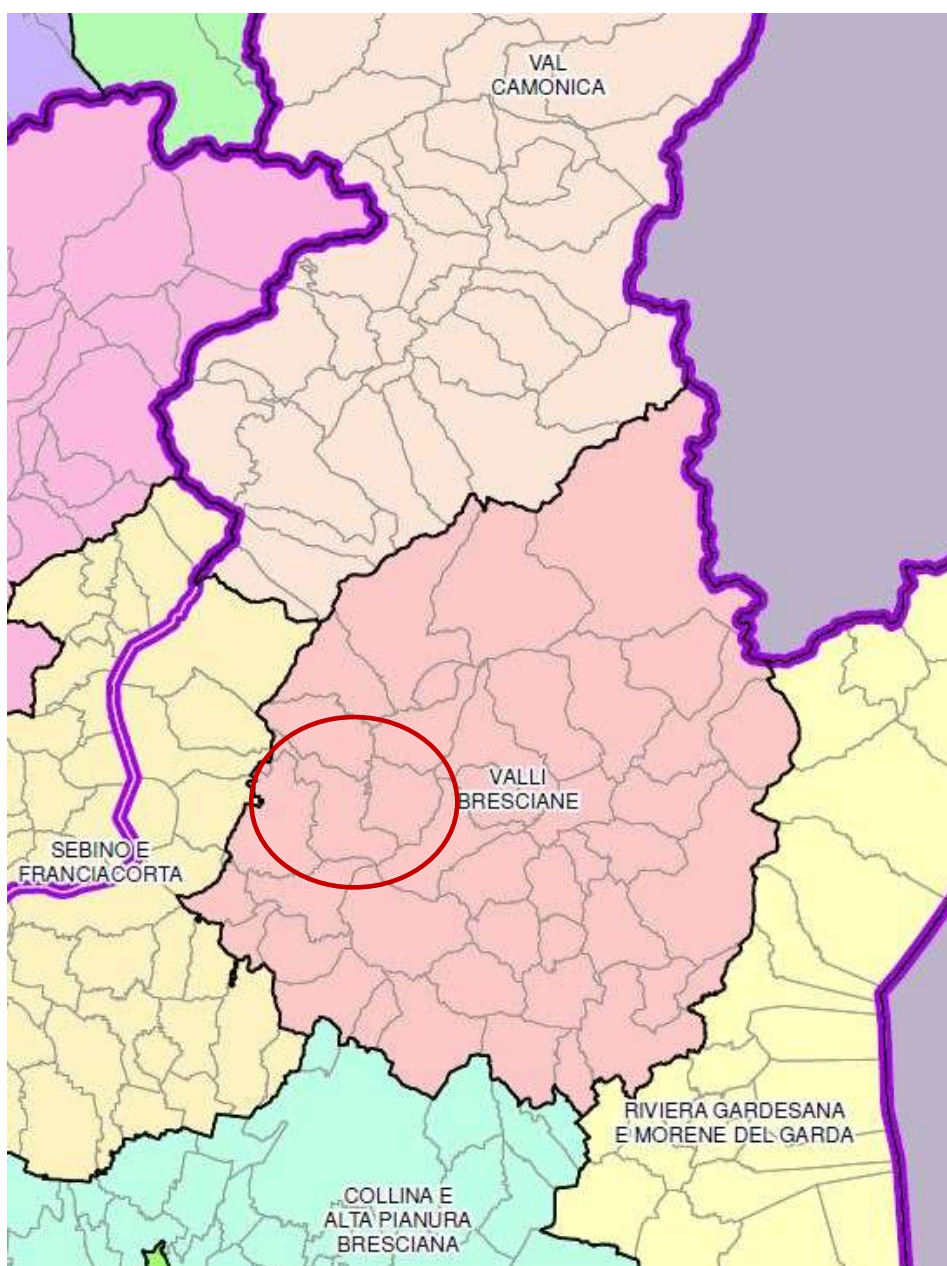 VAL
CAMONICA
VALLI
BRESCIANE
SEBINO E
FRANCIACORTA
RIVIERA GARDESANA
E MORENE DEL GARDA
COLLINA E
ALTA PIANURA
BRESCIANA